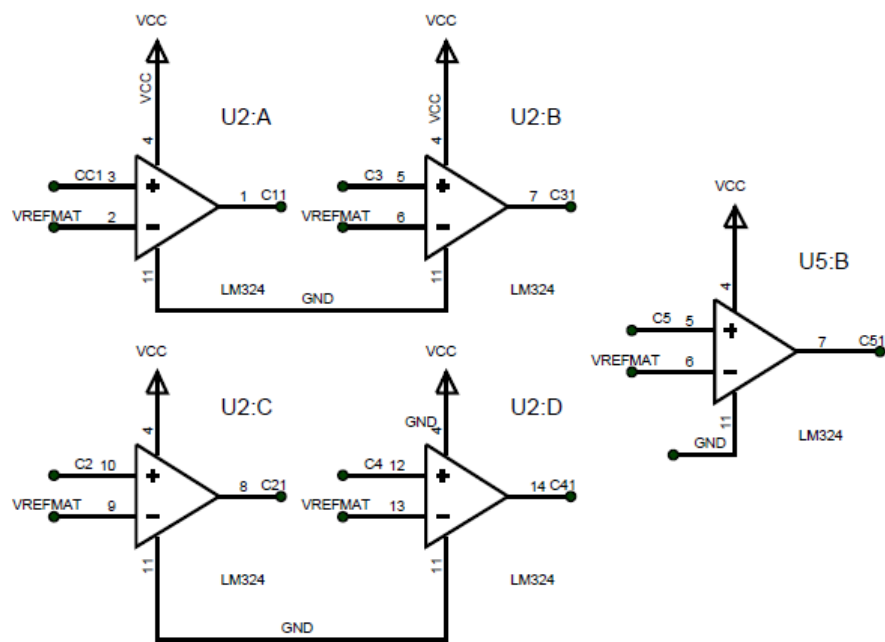 VCC
VCC
VCC
4
U2:A
CC1 3
VREFMAT 2
1 C11
11
LM324
VCC
4
U2:B
C3 5
VREFMAT 6
7 C31
11
LM324
GND
VCC
4
U5:B
C5 5
VREFMAT 6
7 C51
11
GND
LM324
VCC
4
U2:C
C2 10
VREFMAT 9
8 C21
11
LM324
VCC
GND
4
U2:D
C4 12
VREFMAT 13
14 C41
11
LM324
GND